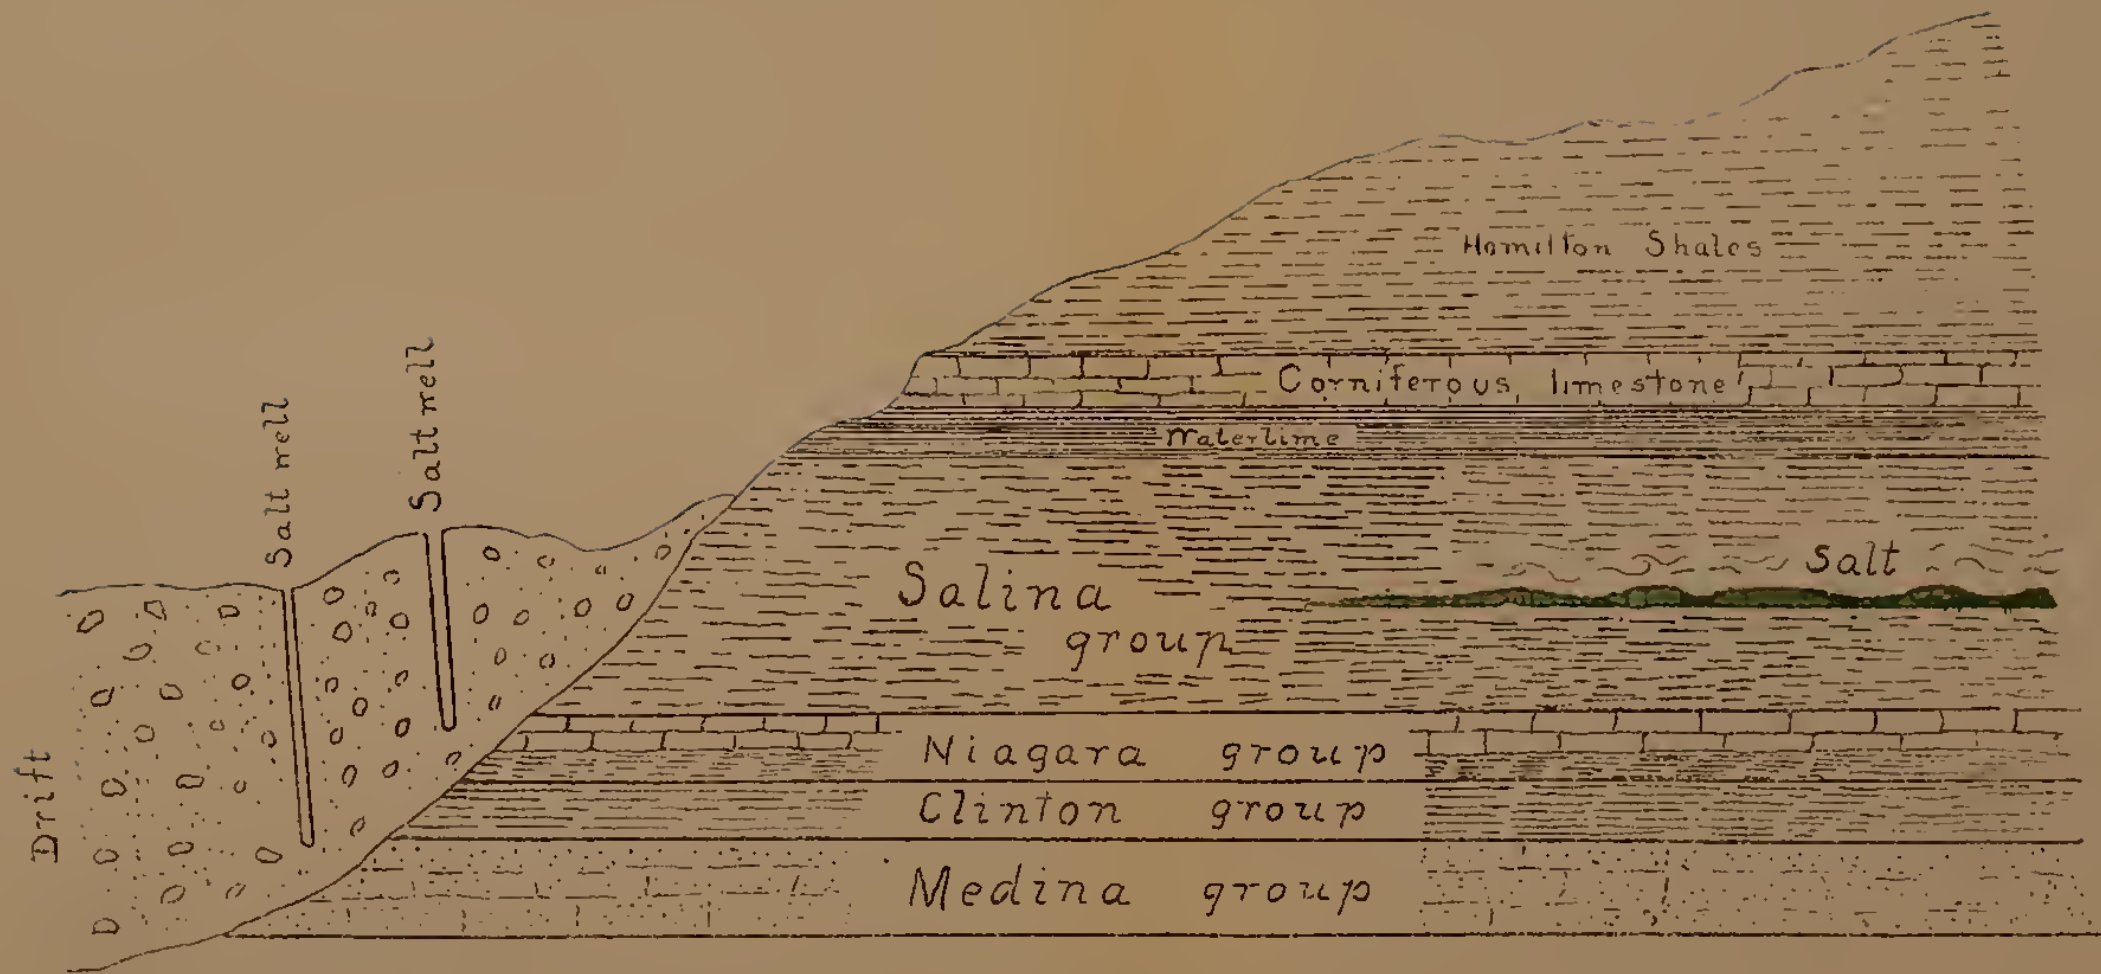 Salt well
Salt well
Drift
Hamilton Shales
Corniferous limestone
Waterlime
Salt
Salina
group
Niagara group
Clinton group
Medina group